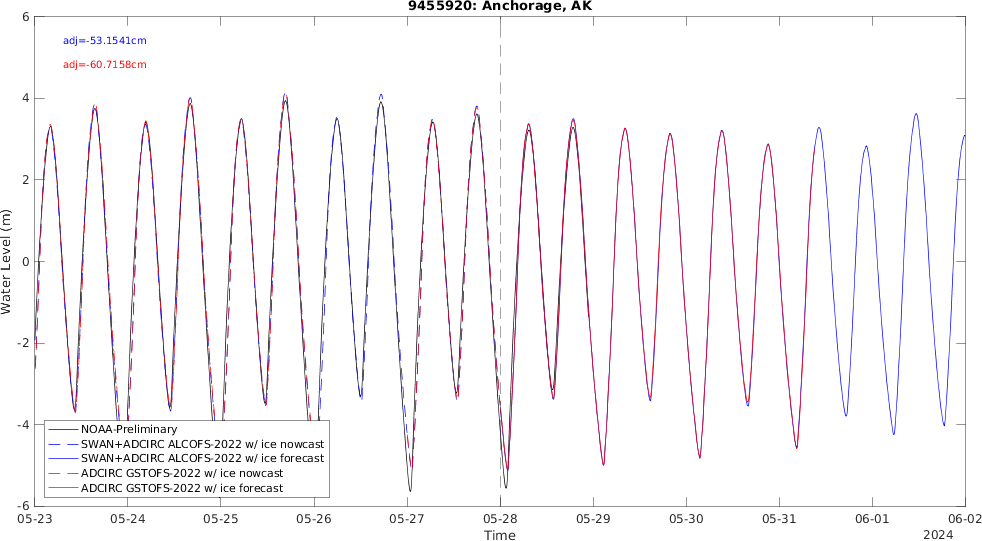 9455920: Anchorage, AK
adj=-53.1541cm
adj=-60.7158cm
6
4
2
0
-2
-4
-6
Water Level (m)
NOAA-Preliminary
SWAN+ADCIRC ALCOFS-2022 w/ ice nowcast
SWAN+ADCIRC ALCOFS-2022 w/ ice forecast
ADCIRC GSTOFS-2022 w/ ice nowcast
ADCIRC GSTOFS-2022 w/ ice forecast
05-23 05-24 05-25 05-26 05-27 05-28 05-29 05-30 05-31 06-01 06-02
Time
2024